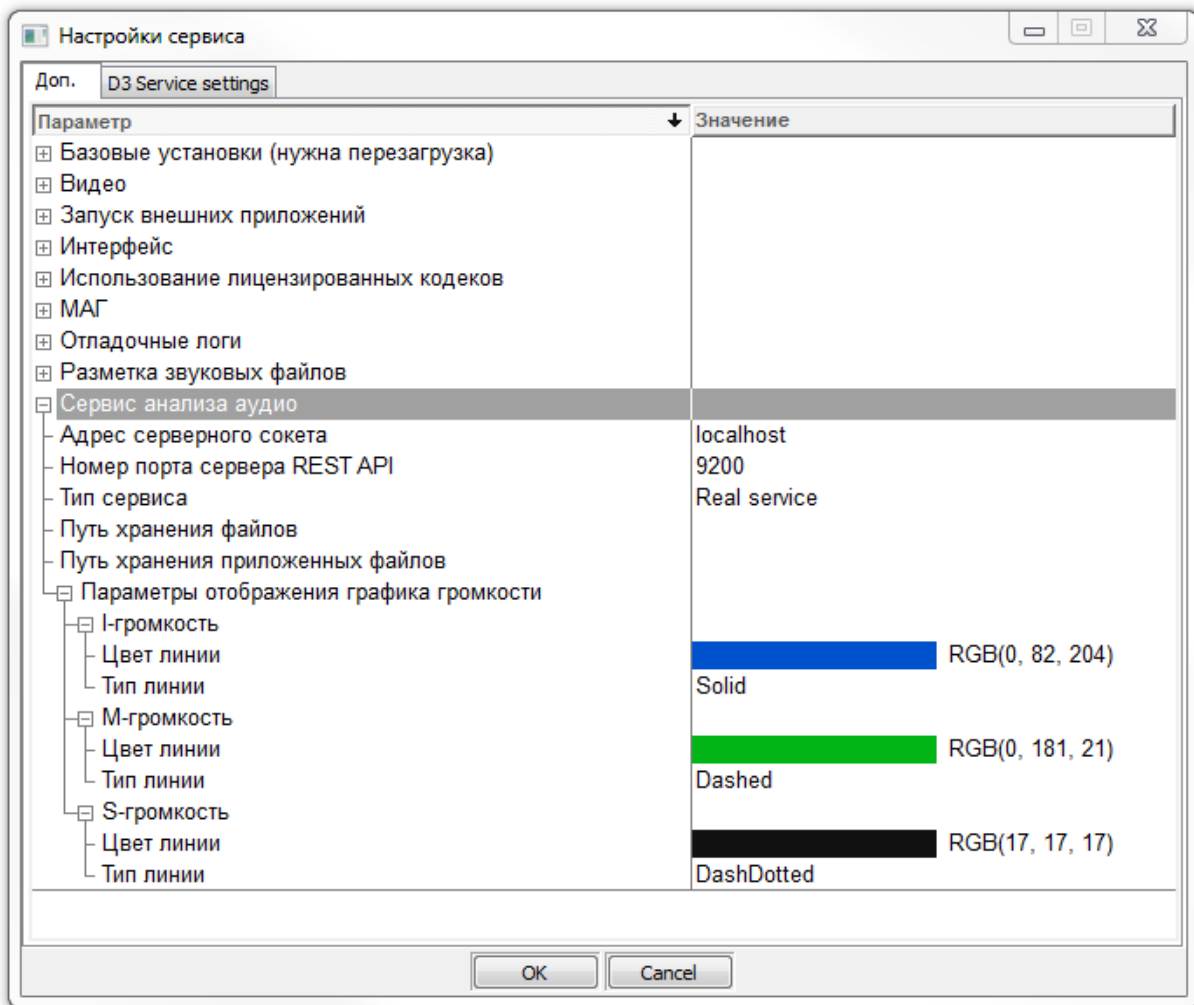 Настройки сервиса
Доп. D3 Service settings
Параметр Значение
Базовые установки (нужна перезагрузка)
Видео
Запуск внешних приложений
Интерфейс
Использование лицензированных кодеков
МАГ
Отладочные логи
Разметка звуковых файлов
Сервис анализа аудио
Адрес серверного сокета localhost
Номер порта сервера REST API 9200
Тип сервиса Real service
Путь хранения файлов
Путь хранения приложенных файлов
Параметры отображения графика громкости
I-громкость
Цвет линии RGB(0, 82, 204)
Тип линии Solid
M-громкость
Цвет линии RGB(0, 181, 21)
Тип линии Dashed
S-громкость
Цвет линии RGB(17, 17, 17)
Тип линии DashDotted
OK Cancel